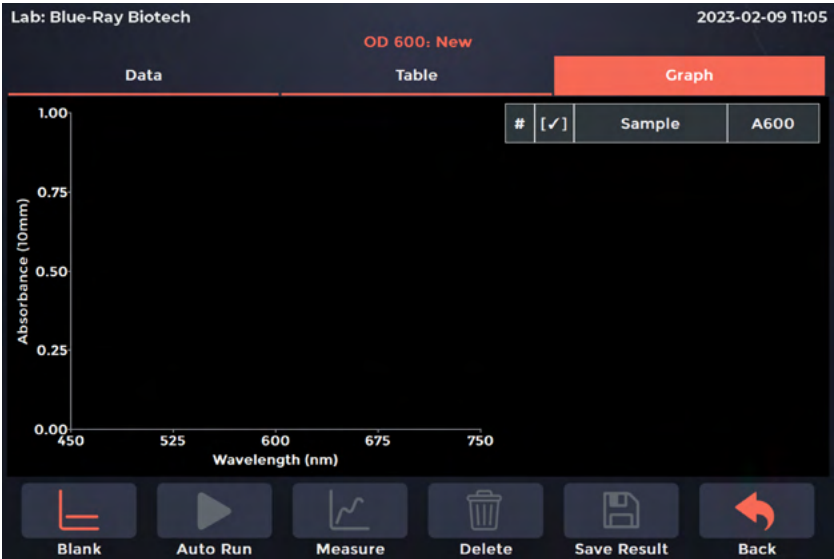 Lab: Blue-Ray Biotech 2023-02-09 11:05
OD 600: New
Data Table Graph
# [✓] Sample A600
1.00
0.75
0.50
0.25
0.00
Absorbance (10mm)
450 525 600 675 750
Wavelength (nm)
Blank Auto Run Measure Delete Save Result Back